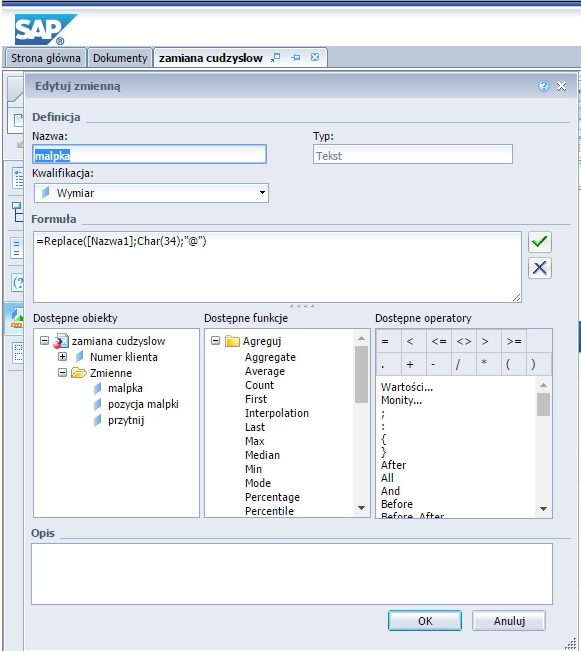 SAP®
Strona główna Dokumenty zamiana cudzysłow
Edytuj zmienną
Definicja
Nazwa: Typ:
malpka Tekst
Kwalifikacja:
Wymiar
Formuła
=Replace([Nazwa1];Char(34);"@")
Dostępne obiekty Dostępne funkcje Dostępne operatory
zamiana cudzyslow
Numer klienta
Zmienne
malpka
pozycja malpki
przytnij
Agreguj
Aggregate
Average
Count
First
Interpolation
Last
Max
Median
Min
Mode
Percentage
Percentile
= < <= <> > >=
. + - / * ( )
Wartości...
Monity...
;
:
{
}
After
All
And
Before
Before_After
Opis
OK Anuluj